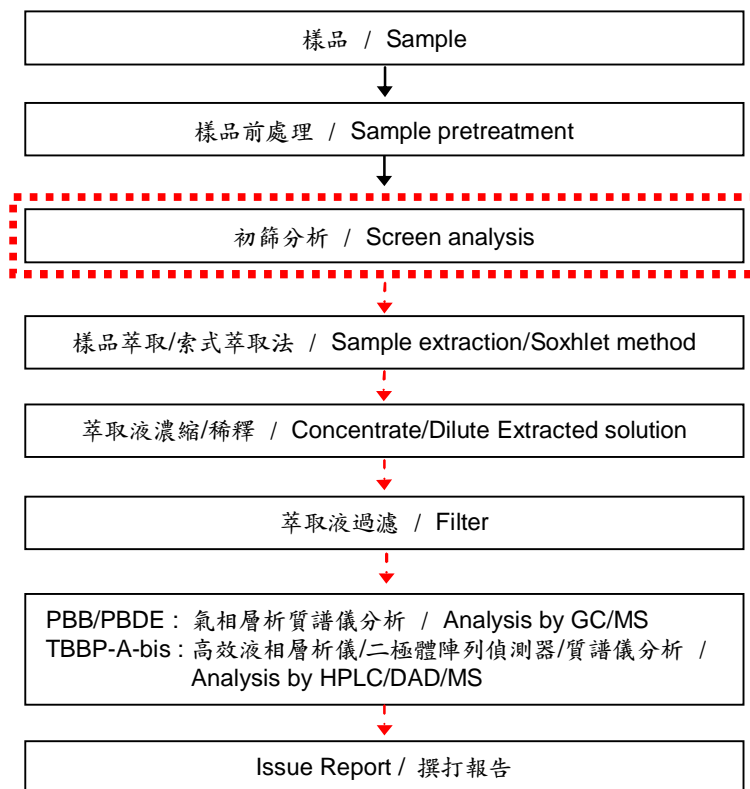 樣品 / Sample
樣品前處理 / Sample pretreatment
初篩分析 / Screen analysis
樣品萃取/索式萃取法 / Sample extraction/Soxhlet method
萃取液濃縮/稀釋 / Concentrate/Dilute Extracted solution
萃取液過濾 / Filter
PBB/PBDE : 氣相層析質譜儀分析 / Analysis by GC/MS
TBBP-A-bis : 高效液相層析儀/二極體陣列偵測器/質譜儀分析 /
Analysis by HPLC/DAD/MS
Issue Report / 撰打報告